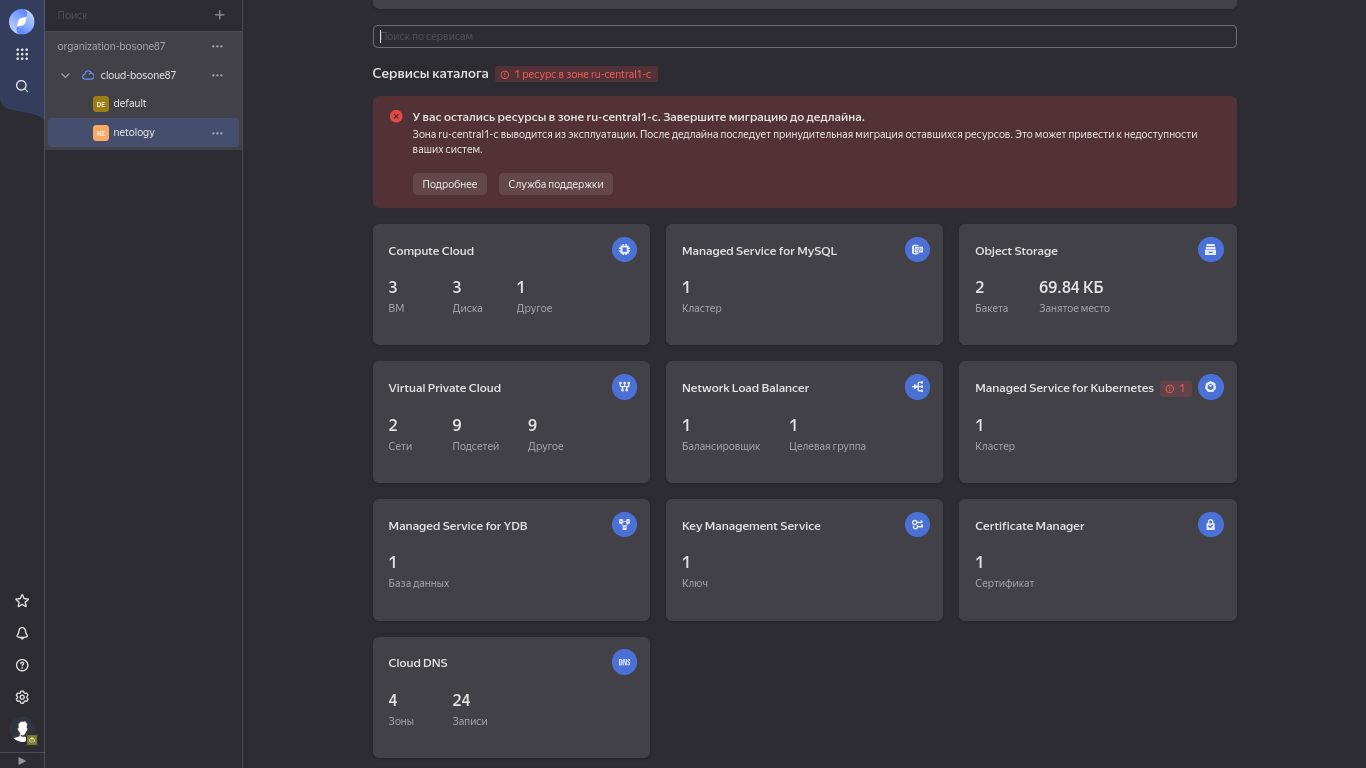 Поиск
organization-bosone87
cloud-bosone87
DE default
NE netology
Поиск по сервисам
Сервисы каталога
1 ресурс в зоне ru-central1-c
У вас остались ресурсы в зоне ru-central1-c. Завершите миграцию до дедлайна.
Зона ru-central1-c выводится из эксплуатации. После дедлайна последует принудительная миграция оставшихся ресурсов. Это может привести к недоступности
ваших систем.
Подробнее
Служба поддержки
Compute Cloud
3 3 1
ВМ Диска Другое
Managed Service for MySQL
1
Кластер
Object Storage
2 69.84 КБ
Бакета Занятое место
Virtual Private Cloud
2 9 9
Сети Подсетей Другое
Network Load Balancer
1 1
Балансировщик Целевая группа
Managed Service for Kubernetes 1
1
Кластер
Managed Service for YDB
1
База данных
Key Management Service
1
Ключ
Certificate Manager
1
Сертификат
Cloud DNS
DNS
4 24
Зоны Записи